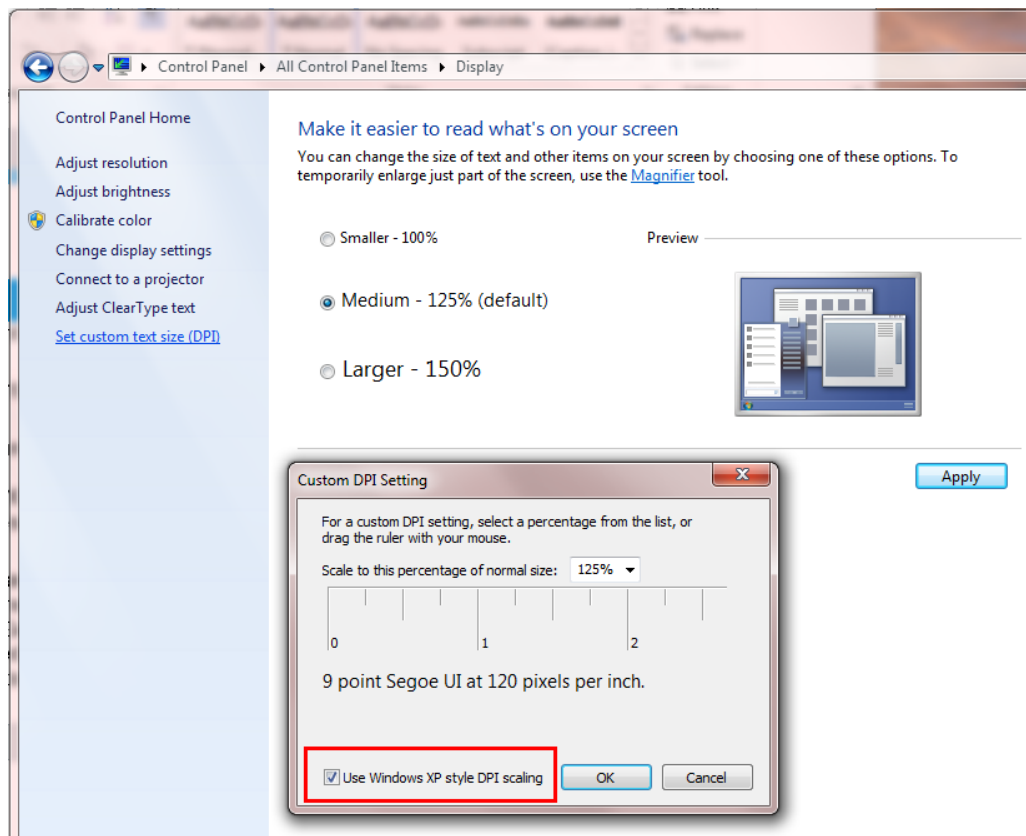 Control Panel ▸ All Control Panel Items ▸ Display
Control Panel Home
Adjust resolution
Adjust brightness
Calibrate color
Change display settings
Connect to a projector
Adjust ClearType text
Set custom text size (DPI)
Make it easier to read what's on your screen
You can change the size of text and other items on your screen by choosing one of these options. To
temporarily enlarge just part of the screen, use the Magnifier tool.
Smaller - 100%
Preview
Medium - 125% (default)
Larger - 150%
Apply
Custom DPI Setting
For a custom DPI setting, select a percentage from the list, or
drag the ruler with your mouse.
Scale to this percentage of normal size: 125%
0 1 2
9 point Segoe UI at 120 pixels per inch.
Use Windows XP style DPI scaling
OK
Cancel